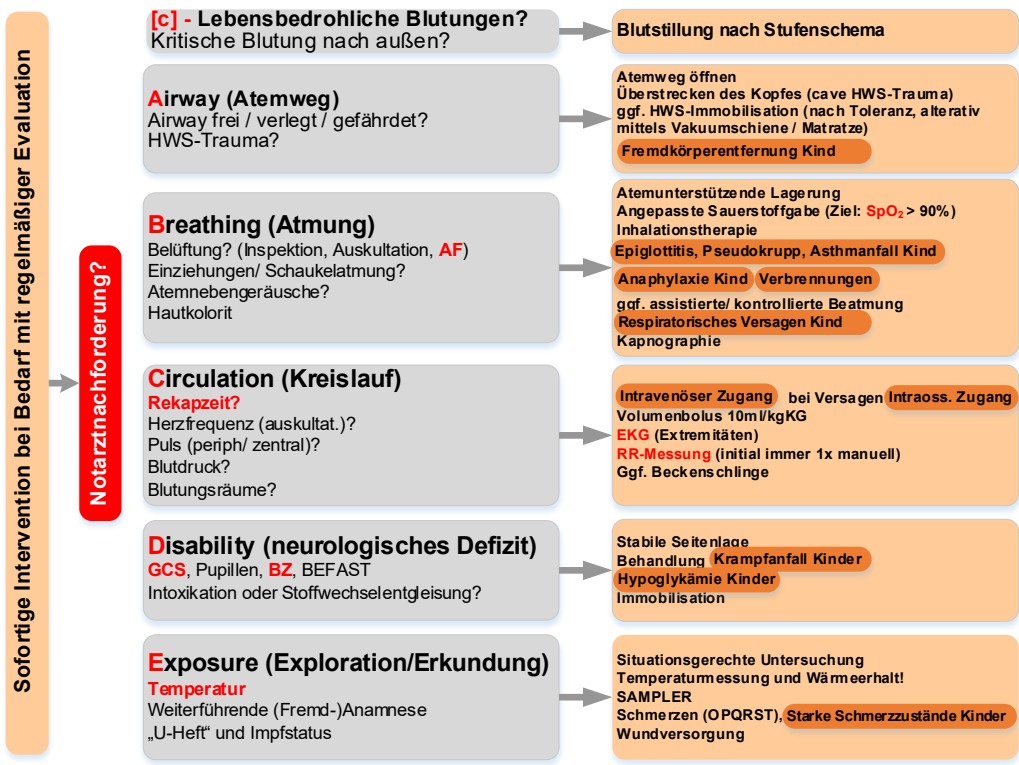 Sofortige Intervention bei Bedarf mit regelmäßiger Evaluation
Notarztnachforderung?
[c] - Lebensbedrohliche Blutungen?
Kritische Blutung nach außen?
Blutstillung nach Stufenschema
Airway (Atemweg)
Airway frei / verlegt / gefährdet?
HWS-Trauma?
Atemweg öffnen
Überstrecken des Kopfes (cave HWS-Trauma)
ggf. HWS-Immobilisation (nach Toleranz, alterativ
mittels Vakuumschiene / Matratze)
Fremdkörperentfernung Kind
Breathing (Atmung)
Belüftung? (Inspektion, Auskultation, AF)
Einziehungen/ Schaukelatmung?
Atemnebengeräusche?
Hautkolorit
Atemunterstützende Lagerung
Angepasste Sauerstoffgabe (Ziel: SpO₂ > 90%)
Inhalationstherapie
Epiglottitis, Pseudokrupp, Asthmanfall Kind
Anaphylaxie Kind Verbrennungen
ggf. assistierte/ kontrollierte Beatmung
Respiratorisches Versagen Kind
Kapnographie
Circulation (Kreislauf)
Rekapzeit?
Herzfrequenz (auskultat.)?
Puls (periph/ zentral)?
Blutdruck?
Blutungsräume?
Intravenöser Zugang bei Versagen Intraoss. Zugang
Volumenbolus 10ml/kgKG
EKG (Extremitäten)
RR-Messung (initial immer 1x manuell)
Ggf. Beckenschlinge
Disability (neurologisches Defizit)
GCS, Pupillen, BZ, BEFAST
Intoxikation oder Stoffwechselentgleisung?
Stabile Seitenlage
Behandlung Krampfanfall Kinder
Hypoglykämie Kinder
Immobilisation
Exposure (Exploration/Erkundung)
Temperatur
Weiterführende (Fremd-)Anamnese
„U-Heft“ und Impfstatus
Situationsgerechte Untersuchung
Temperaturmessung und Wärmeerhalt!
SAMPLER
Schmerzen (OPQRST), Starke Schmerzzustände Kinder
Wundversorgung